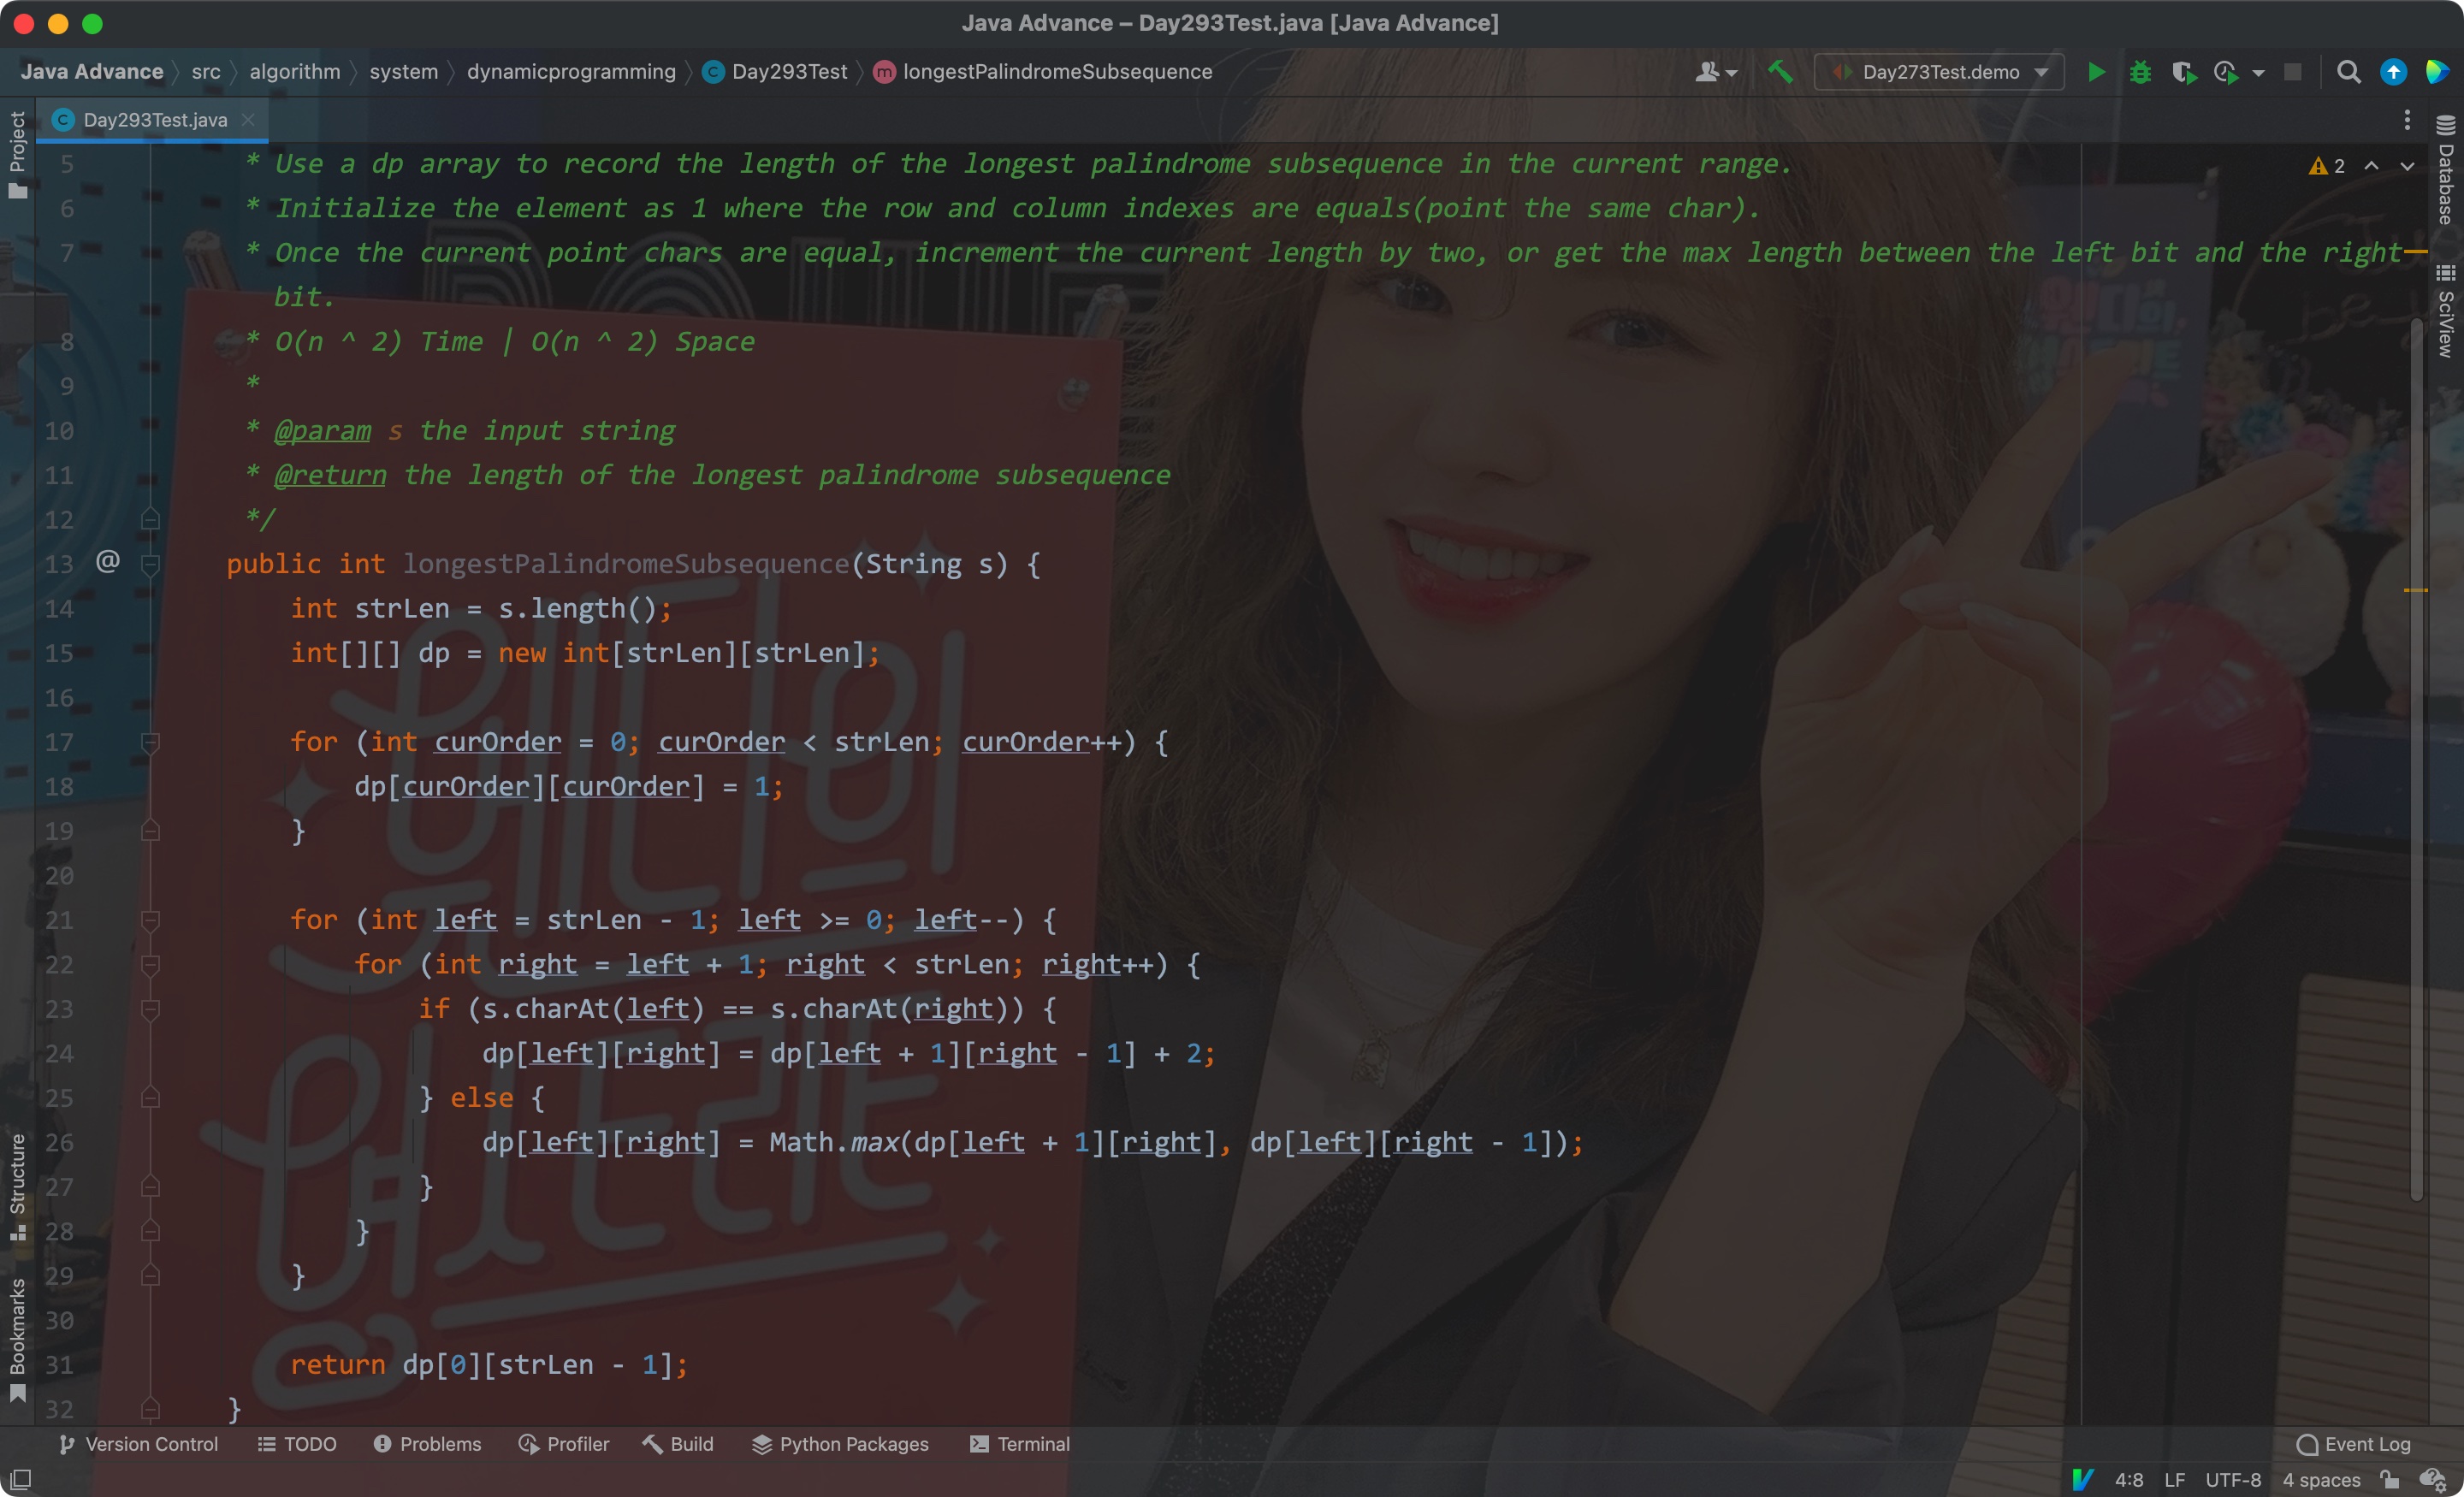 Java Advance – Day293Test.java [Java Advance]
Java Advance 〉 src 〉 algorithm 〉 system 〉 dynamicprogramming 〉 Day293Test 〉 longestPalindromeSubsequence
Day273Test.demo
Day293Test.java
Project
Database
SciView
Structure
Bookmarks
2
5 * Use a dp array to record the length of the longest palindrome subsequence in the current range.
6 * Initialize the element as 1 where the row and column indexes are equals(point the same char).
7 * Once the current point chars are equal, increment the current length by two, or get the max length between the left bit and the right
bit.
8 * O(n ^ 2) Time | O(n ^ 2) Space
9 *
10 * @param s the input string
11 * @return the length of the longest palindrome subsequence
12 */
13 @ public int longestPalindromeSubsequence(String s) {
14 int strLen = s.length();
15 int[][] dp = new int[strLen][strLen];
16
17 for (int curOrder = 0; curOrder < strLen; curOrder++) {
18 dp[curOrder][curOrder] = 1;
19 }
20
21 for (int left = strLen - 1; left >= 0; left--) {
22 for (int right = left + 1; right < strLen; right++) {
23 if (s.charAt(left) == s.charAt(right)) {
24 dp[left][right] = dp[left + 1][right - 1] + 2;
25 } else {
26 dp[left][right] = Math.max(dp[left + 1][right], dp[left][right - 1]);
27 }
28 }
29 }
30
31 return dp[0][strLen - 1];
32 }
웬디의
영스트리트
Version Control TODO Problems Profiler Build Python Packages Terminal Event Log
4:8 LF UTF-8 4 spaces